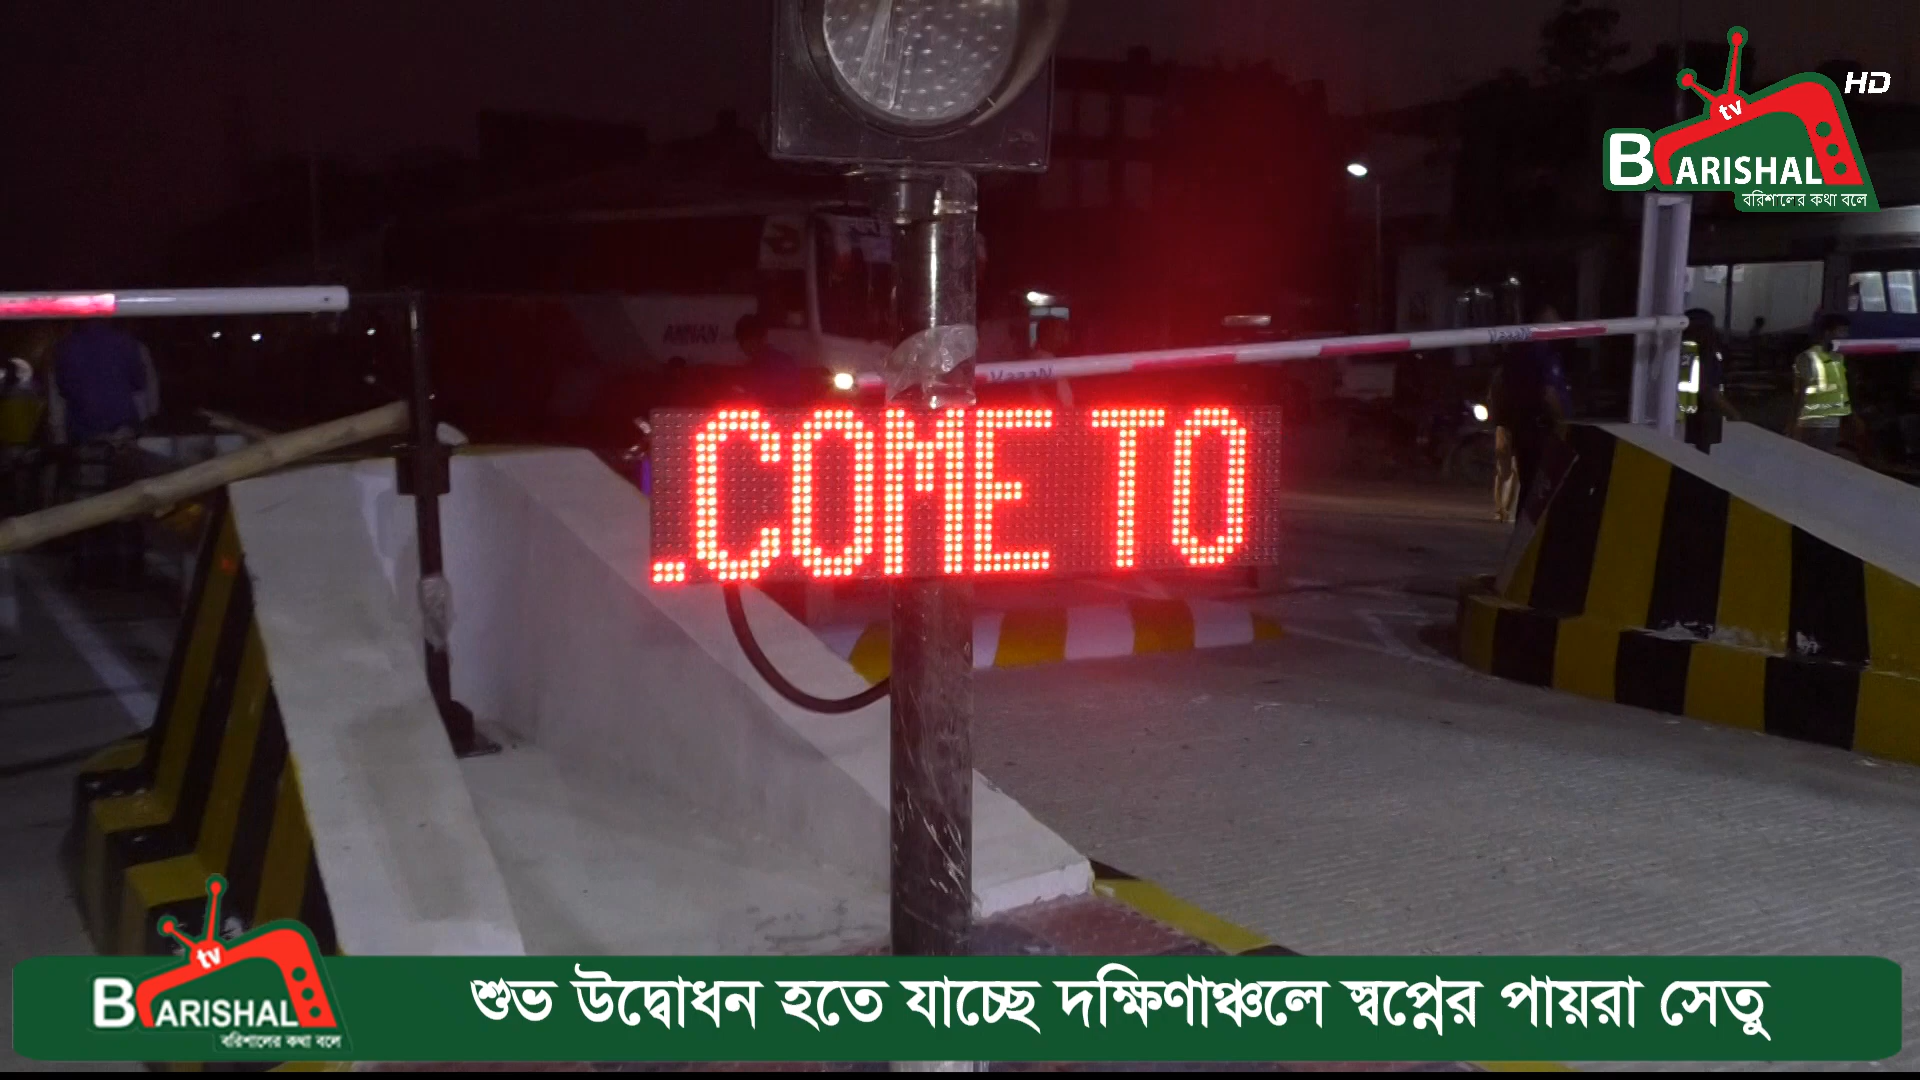 HD
tv
BARISHAL
বরিশালের কথা বলে
COME TO
tv
BARISHAL
বরিশালের কথা বলে
শুভ উদ্বোধন হতে যাচ্ছে দক্ষিণাঞ্চলে স্বপ্নের পায়রা সেতু